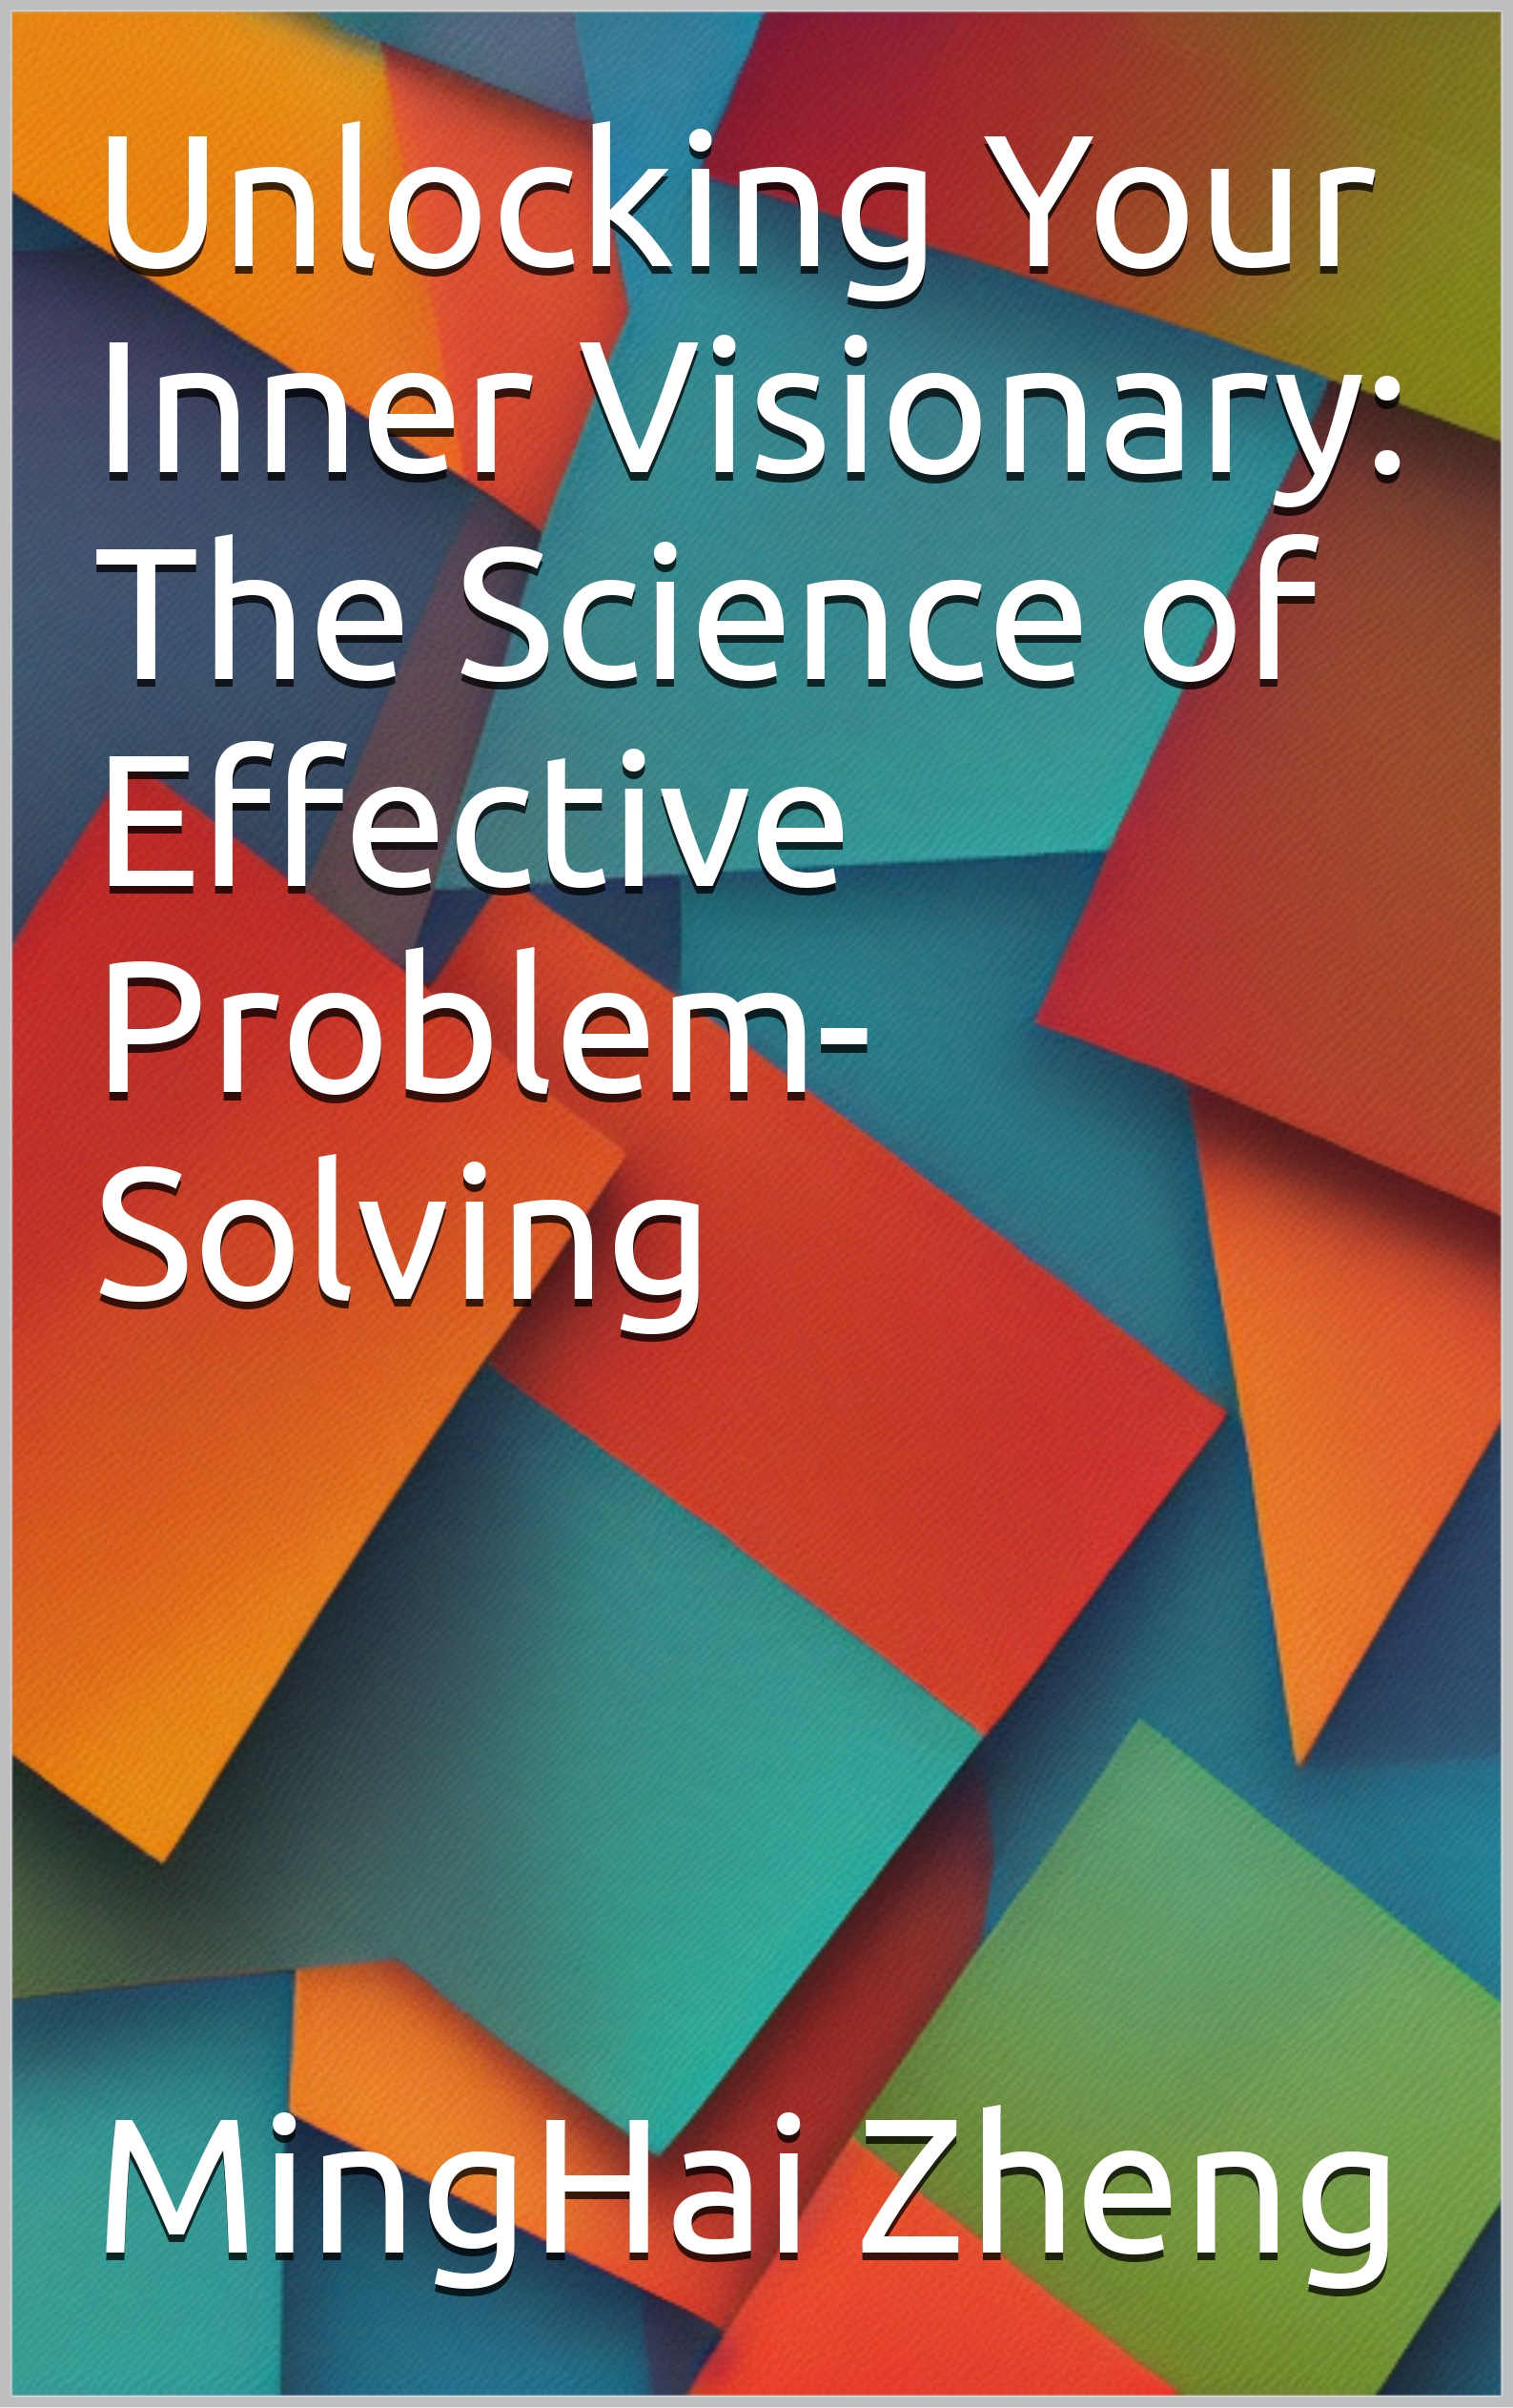 Unlocking Your
Inner Visionary:
The Science of
Effective
Problem-
Solving
MingHai Zheng